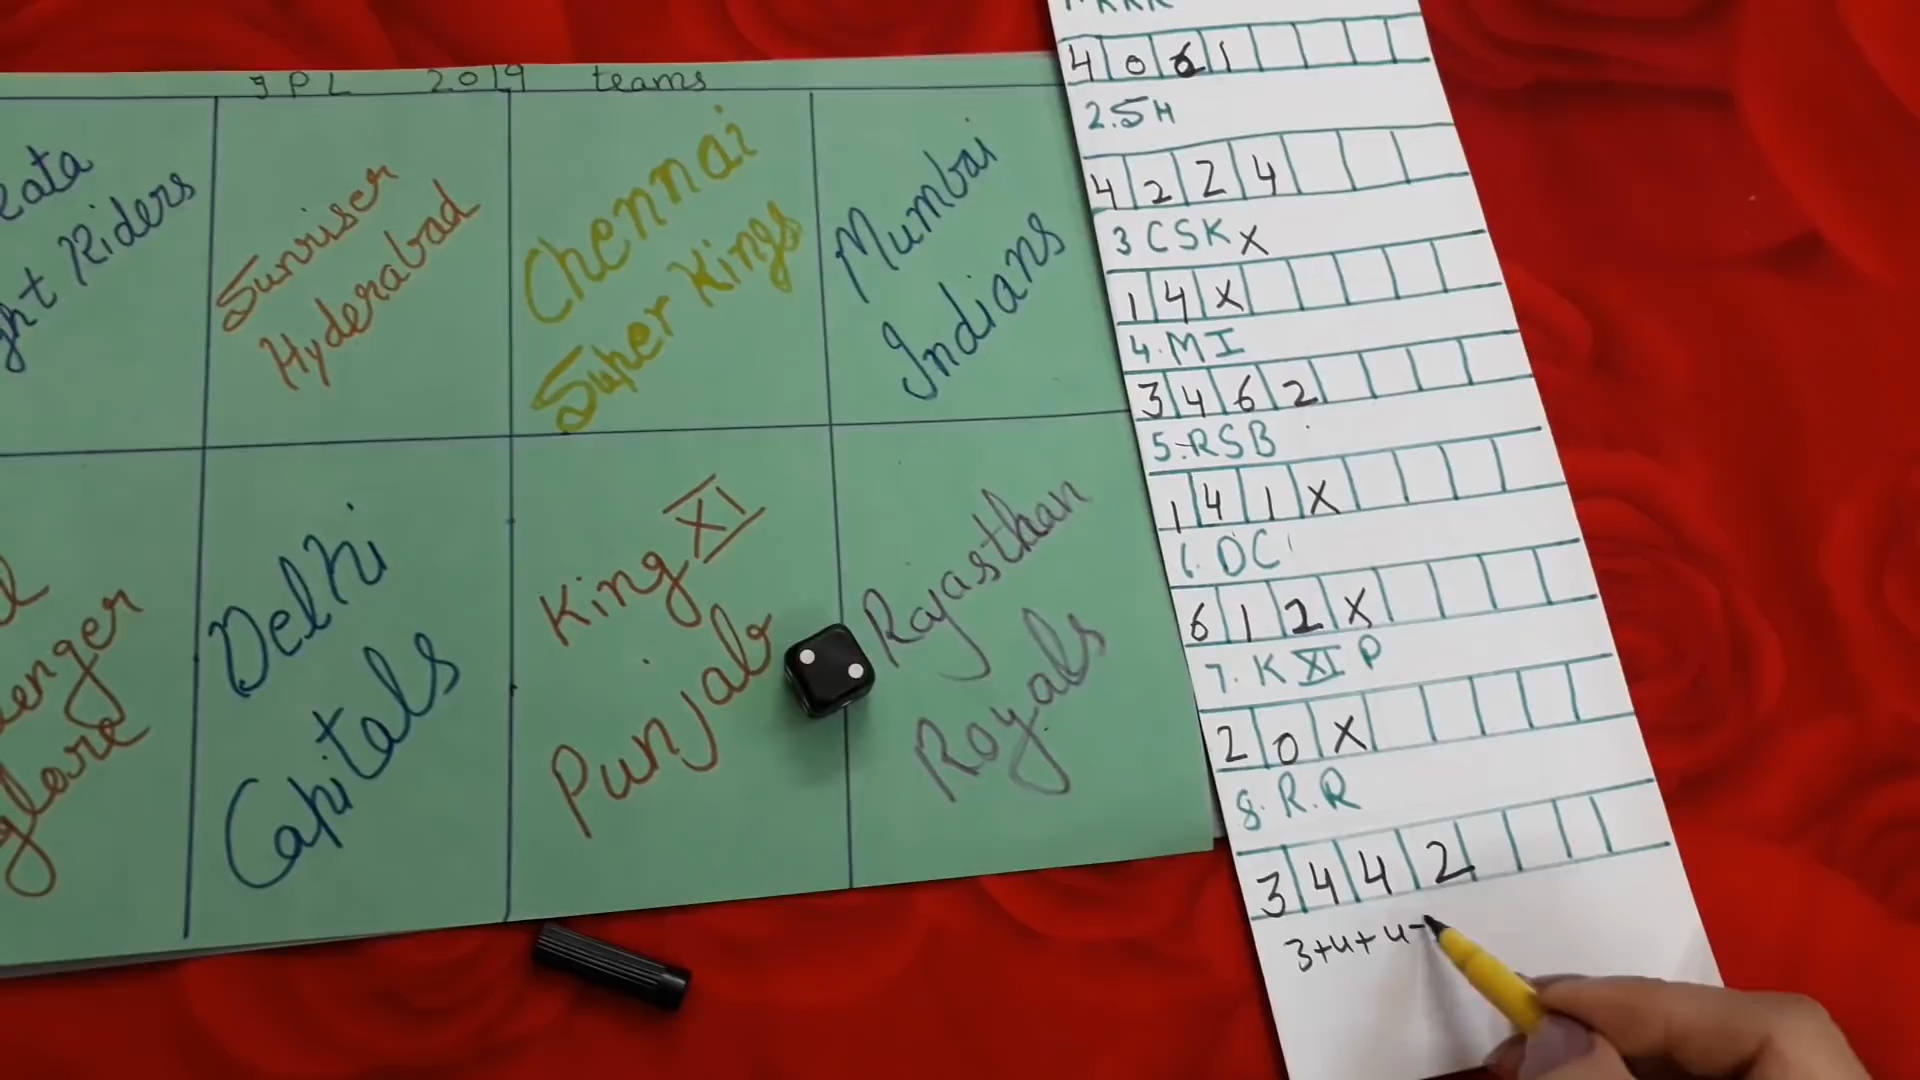 IPL 2019 teams
ght Riders
Sunriser
Hyderabad
Chennai
Super Kings
Mumbai
Indians
Delhi
Capitals
King XI
Punjab
Rajasthan
Royals
1. KKR
4 0 6 1
2. SH
4 2 2 4
3 CSK X
1 4 X
4. MI
3 4 6 2
5. RSB
1 4 1 X
6. DC
6 1 2 X
7. K XI P
2 0 X
8. R.R
3 4 4 2
3+4+4